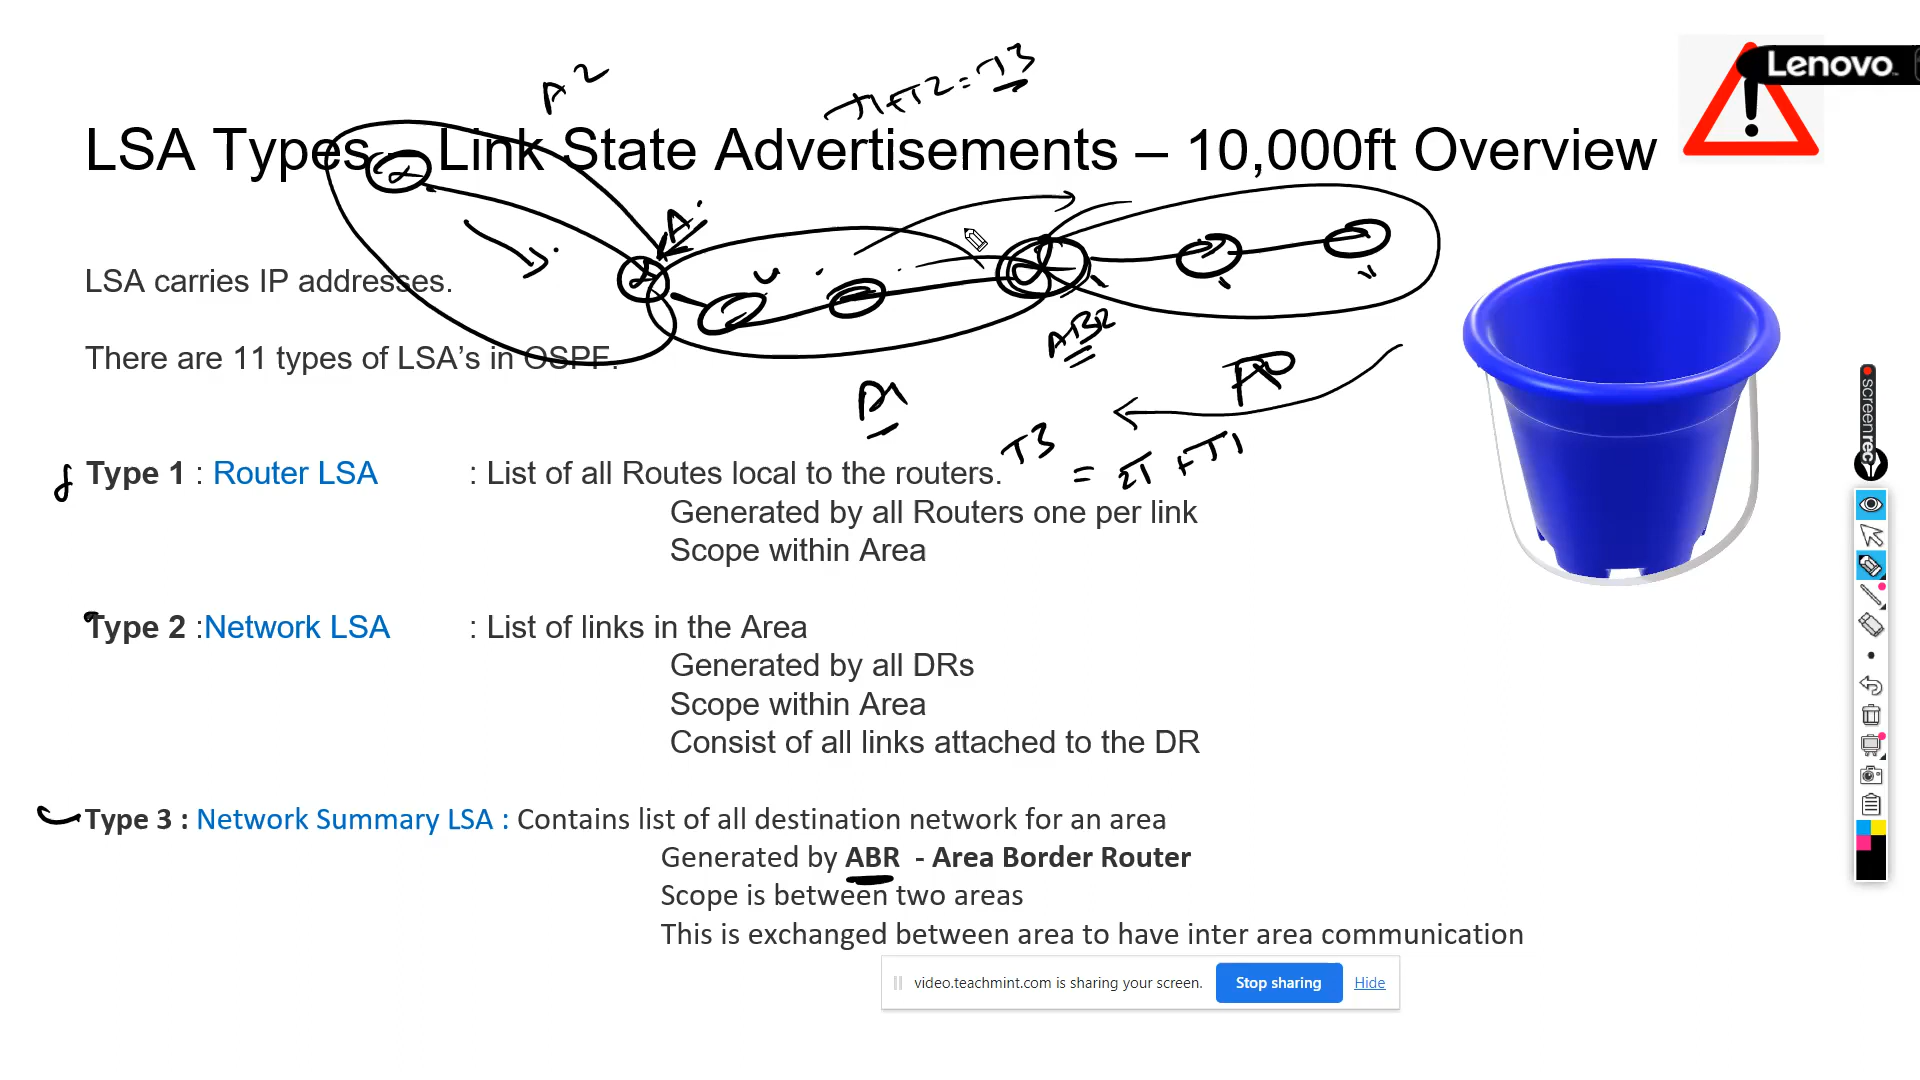 Lenovo
A2
T1+T2=T3
LSA Types - Link State Advertisements – 10,000ft Overview
LSA carries IP addresses.
ABR
There are 11 types of LSA's in OSPF.
T3
Type 1 : Router LSA : List of all Routes local to the routers.
Generated by all Routers one per link
Scope within Area
Type 2 :Network LSA : List of links in the Area
Generated by all DRs
Scope within Area
Consist of all links attached to the DR
Type 3 : Network Summary LSA : Contains list of all destination network for an area
Generated by ABR - Area Border Router
Scope is between two areas
This is exchanged between area to have inter area communication
video.teachmint.com is sharing your screen. Stop sharing Hide
screenrec